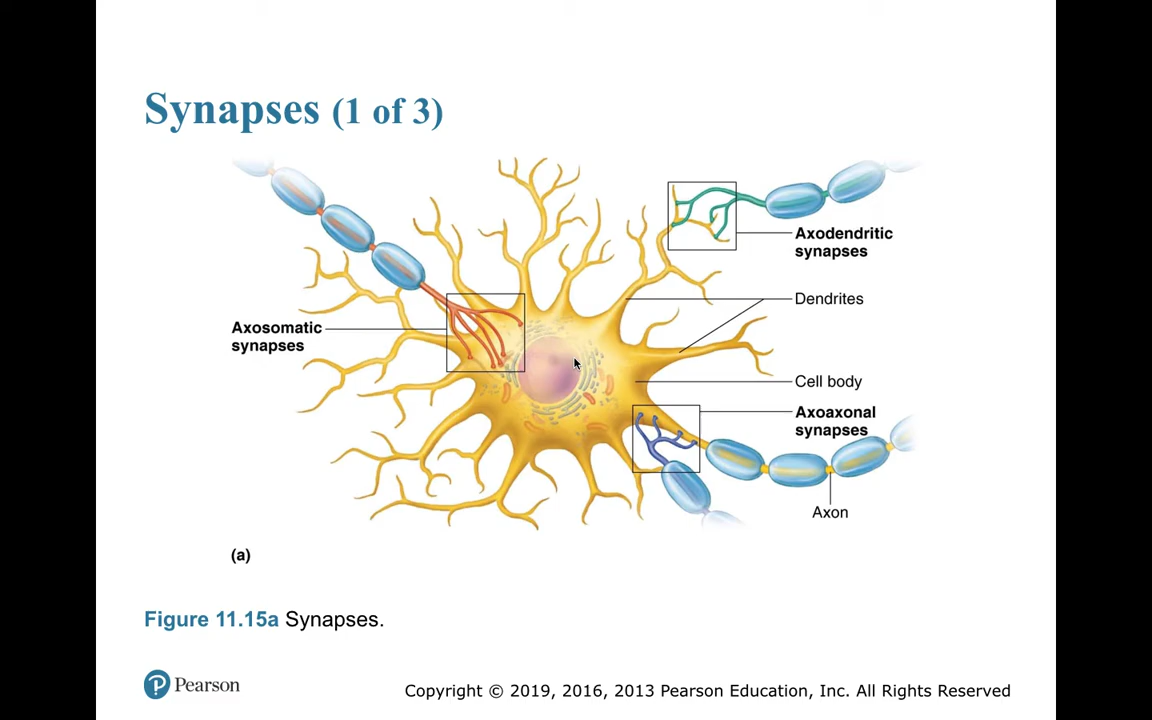 Synapses (1 of 3)
Axodendritic
synapses
Dendrites
Axosomatic
synapses
Cell body
Axoaxonal
synapses
Axon
(a)
Figure 11.15a Synapses.
P Pearson
Copyright © 2019, 2016, 2013 Pearson Education, Inc. All Rights Reserved